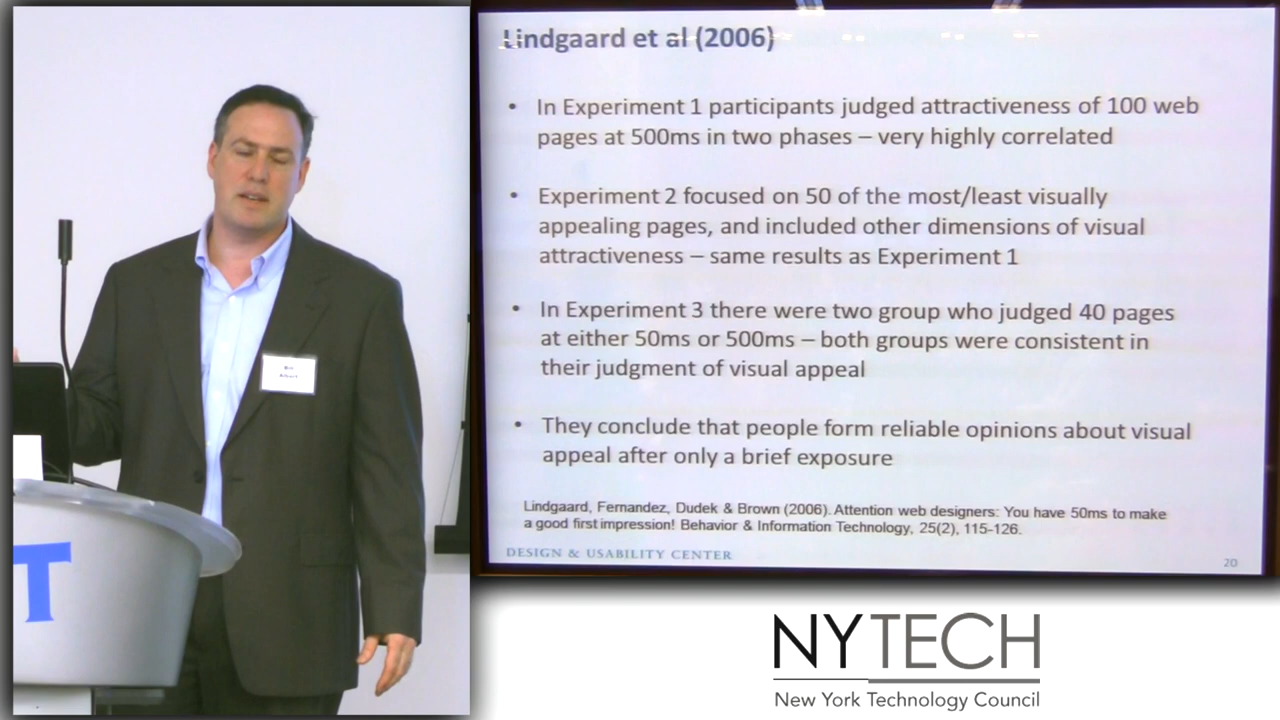 Lindgaard et al (2006)
• In Experiment 1 participants judged attractiveness of 100 web
pages at 500ms in two phases – very highly correlated
• Experiment 2 focused on 50 of the most/least visually
appealing pages, and included other dimensions of visual
attractiveness – same results as Experiment 1
• In Experiment 3 there were two group who judged 40 pages
at either 50ms or 500ms – both groups were consistent in
their judgment of visual appeal
• They conclude that people form reliable opinions about visual
appeal after only a brief exposure
Lindgaard, Fernandez, Dudek & Brown (2006). Attention web designers: You have 50ms to make
a good first impression! Behavior & Information Technology, 25(2), 115-126.
DESIGN & USABILITY CENTER
20
T
NYTECH
New York Technology Council